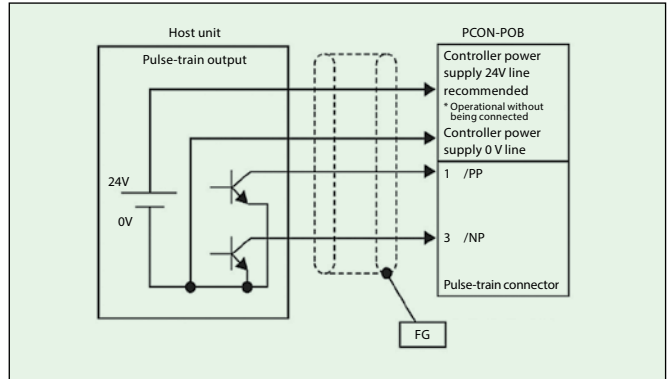 Host unit
Pulse-train output
24V
0V
PCON-POB
Controller power
supply 24V line
recommended
* Operational without
being connected
Controller power
supply 0 V line
1 /PP
3 /NP
Pulse-train connector
FG